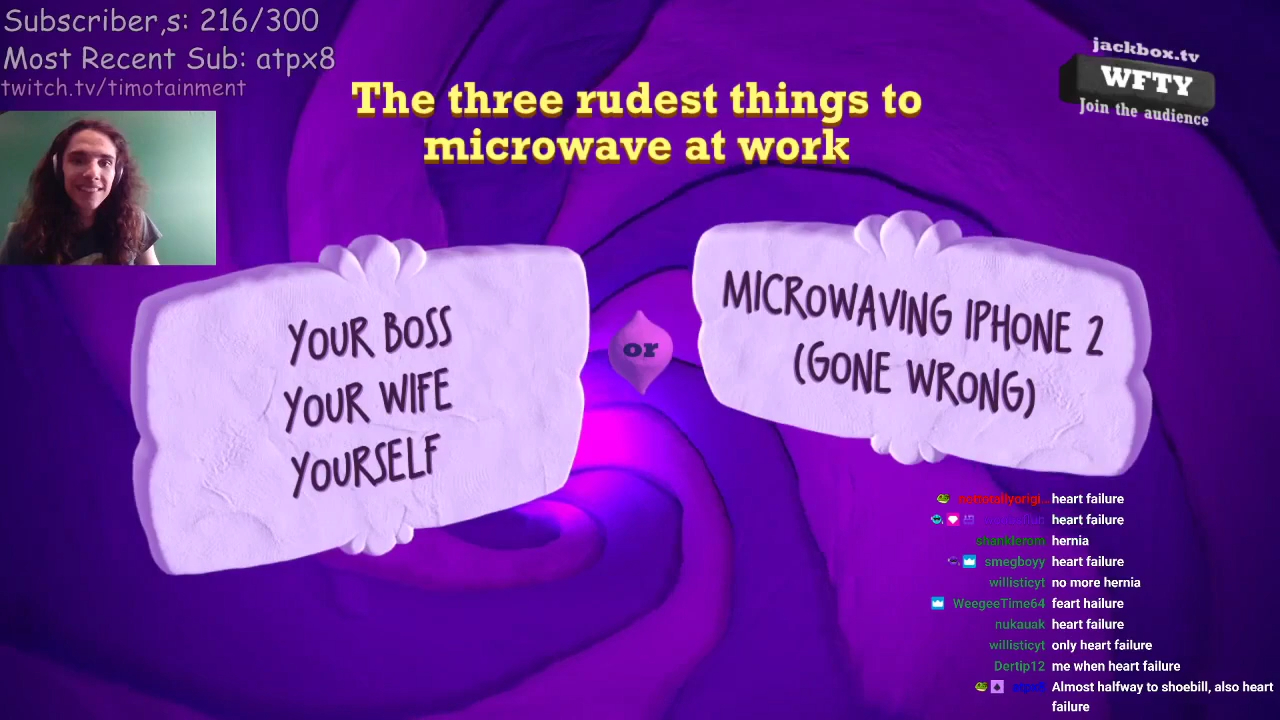 Subscriber,s: 216/300
Most Recent Sub: atpx8
twitch.tv/timotainment
jackbox.tv
WFTY
Join the audience
The three rudest things to
microwave at work
YOUR BOSS
YOUR WIFE
YOURSELF
or
MICROWAVING IPHONE 2
(GONE WRONG)
heart failure
heart failure
shanklerom hernia
smegboyy heart failure
willisticyt no more hernia
WeegeeTime64 feart hailure
nukauak heart failure
willisticyt only heart failure
Dertip12 me when heart failure
atpx8 Almost halfway to shoebill, also heart
failure